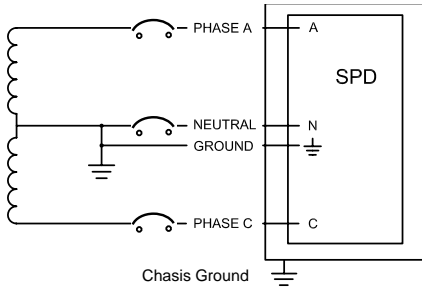 PHASE A A
SPD
NEUTRAL N
GROUND
PHASE C C
Chasis Ground